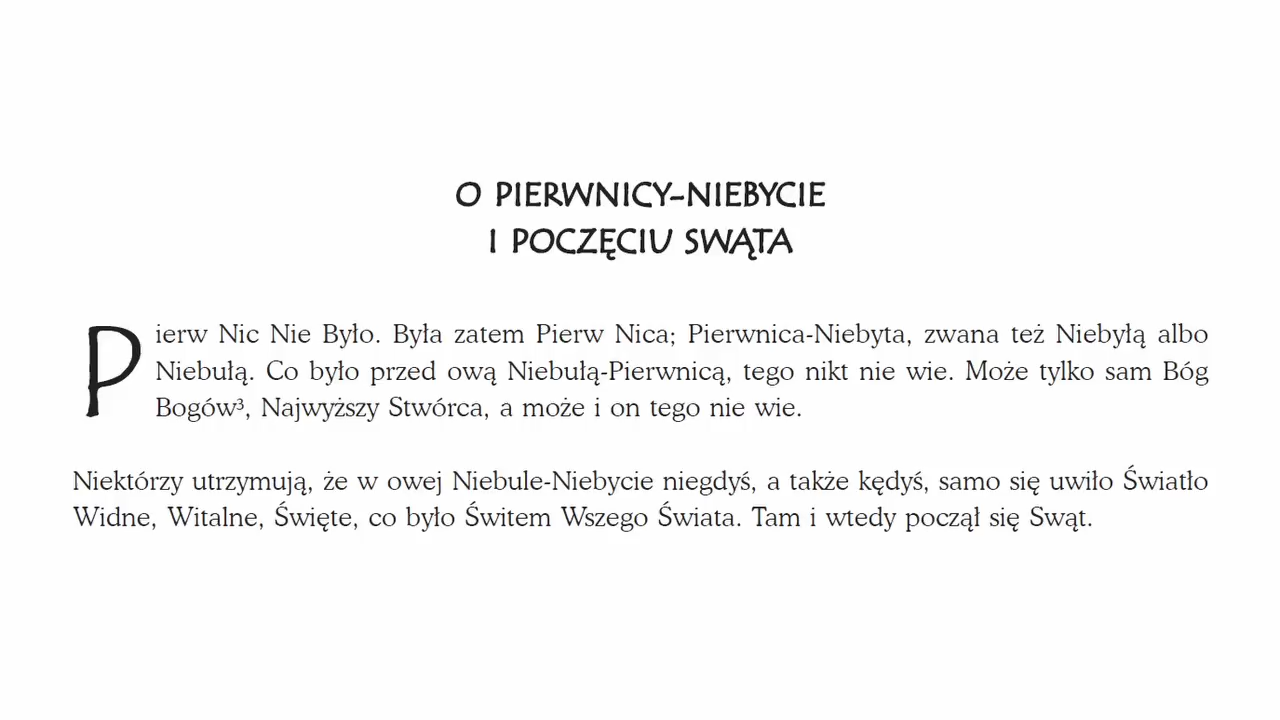 O PIERWNICY-NIEBYCIE
I POCZĘCIU SWĄTA
Pierw Nic Nie Było. Była zatem Pierw Nica; Pierwnica-Niebyta, zwana też Niebyłą albo
Niebułą. Co było przed ową Niebułą-Pierwnicą, tego nikt nie wie. Może tylko sam Bóg
Bogów³, Najwyższy Stwórca, a może i on tego nie wie.
Niektórzy utrzymują, że w owej Niebule-Niebycie niegdyś, a także kędyś, samo się uwiło Światło
Widne, Witalne, Święte, co było Świtem Wszego Świata. Tam i wtedy począł się Swąt.